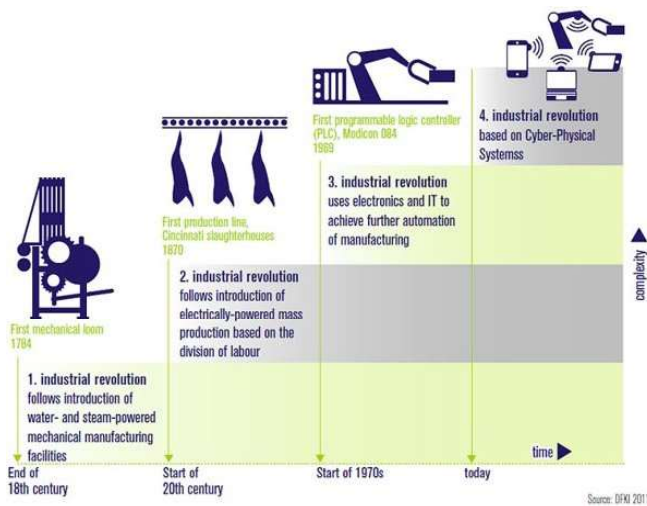 First programmable logic controller
(PLC), Modicon 084
1969
4. industrial revolution
based on Cyber-Physical
Systemss
First production line,
Cincinnati slaughterhouses
1870
3. industrial revolution
uses electronics and IT to
achieve further automation
of manufacturing
First mechanical loom
1784
2. industrial revolution
follows introduction of
electrically-powered mass
production based on the
division of labour
complexity
1. industrial revolution
follows introduction of
water- and steam-powered
mechanical manufacturing
facilities
time
End of
18th century
Start of
20th century
Start of 1970s
today
Source: DFKI 2011